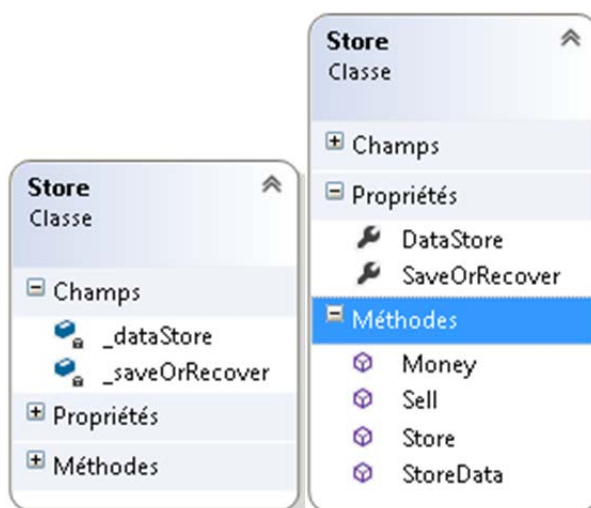 Store
Classe
Champs
_dataStore
_saveOrRecover
Propriétés
Méthodes
Store
Classe
Champs
Propriétés
DataStore
SaveOrRecover
Méthodes
Money
Sell
Store
StoreData